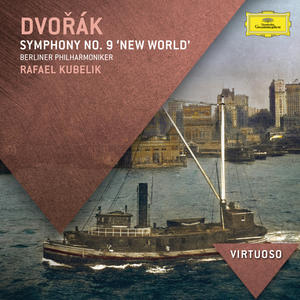 DVOŘÁK
SYMPHONY NO. 9 'NEW WORLD'
BERLINER PHILHARMONIKER
RAFAEL KUBELIK
Deutsche
Grammophon
VIRTUOSO